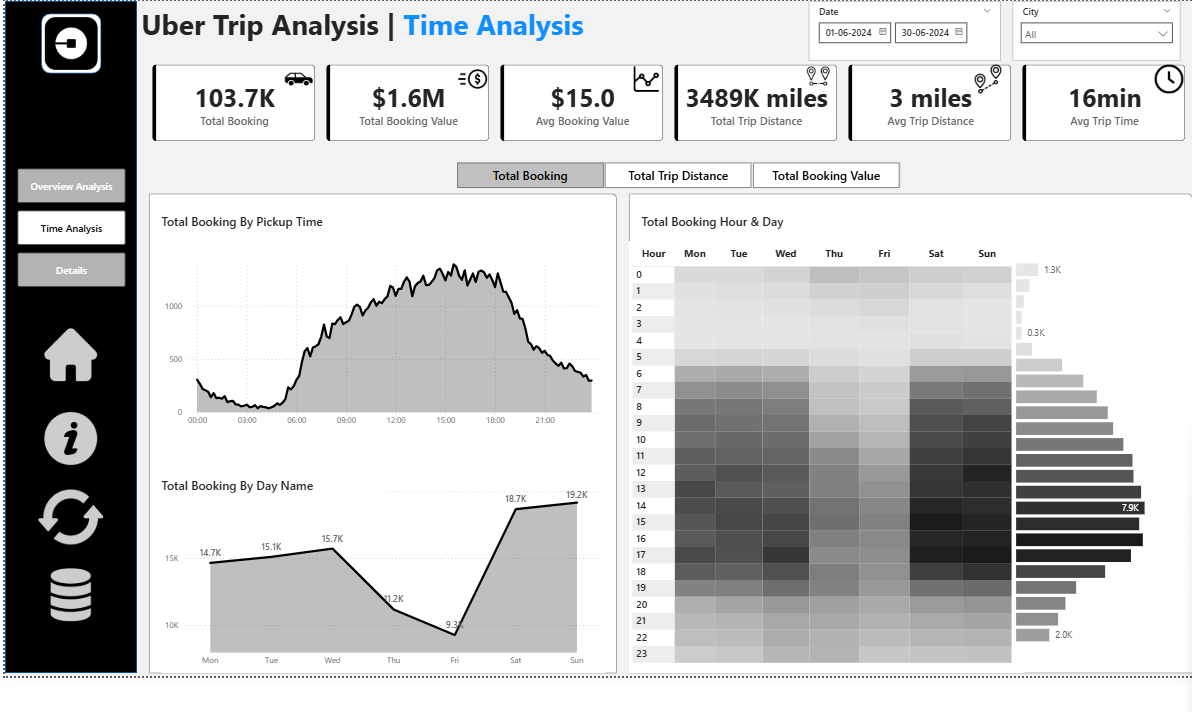 Uber Trip Analysis | Time Analysis
Date
01-06-2024 30-06-2024
City
All
103.7K
Total Booking
$1.6M
Total Booking Value
$15.0
Avg Booking Value
3489K miles
Total Trip Distance
3 miles
Avg Trip Distance
16min
Avg Trip Time
Overview Analysis
Time Analysis
Details
Total Booking Total Trip Distance Total Booking Value
Total Booking By Pickup Time
1000
500
0
00:00 03:00 06:00 09:00 12:00 15:00 18:00 21:00
Total Booking By Day Name
15K
10K
14.7K 15.1K 15.7K 11.2K 9.3K 18.7K 19.2K
Mon Tue Wed Thu Fri Sat Sun
Total Booking Hour & Day
Hour Mon Tue Wed Thu Fri Sat Sun
0
1
2
3
4
5
6
7
8
9
10
11
12
13
14
15
16
17
18
19
20
21
22
23
1.3K
0.3K
7.9K
2.0K